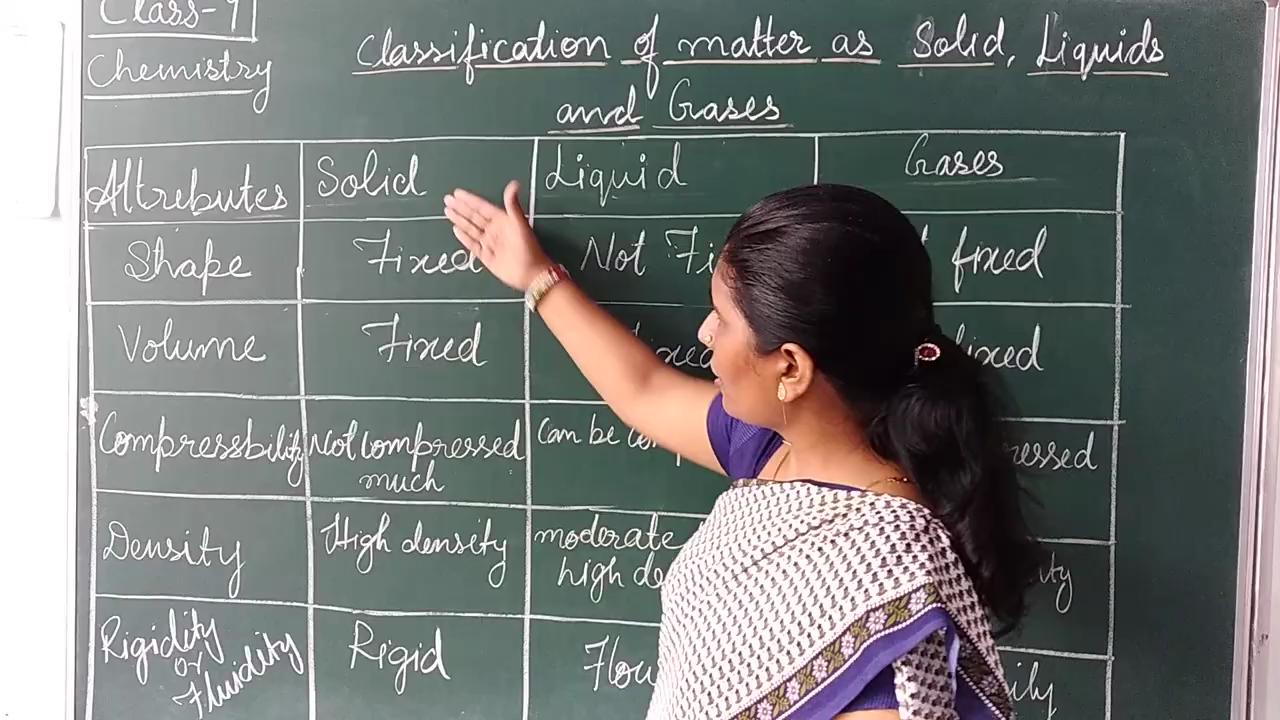 Class-9
Chemistry
Classification of matter as Solid, Liquids
and Gases
Attributes Solid Liquid Gases
Shape Fixed Not fixed
Volume Fixed fixed
Compressbility Not compressed Can be
much
Density High density moderate
high
Rigidity Rigid
or
Fluidity